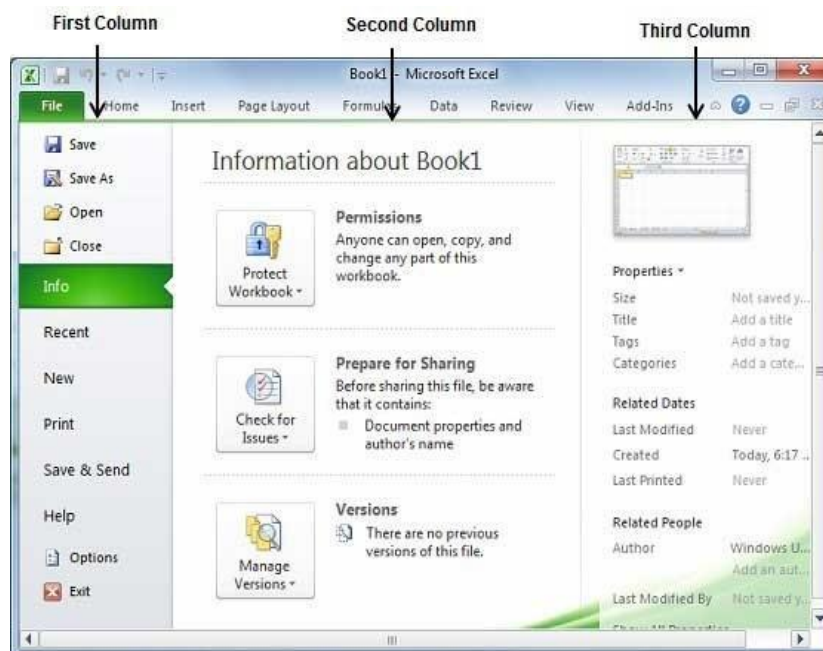 First Column
Second Column
Third Column
Book1 - Microsoft Excel
File Home Insert Page Layout Formulas Data Review View Add-Ins
Save
Save As
Open
Close
Info
Recent
New
Print
Save & Send
Help
Options
Exit
Information about Book1
Protect
Workbook
Permissions
Anyone can open, copy, and
change any part of this
workbook.
Check for
Issues
Prepare for Sharing
Before sharing this file, be aware
that it contains:
Document properties and
author's name
Manage
Versions
Versions
There are no previous
versions of this file.
Properties
Size Not saved y...
Title Add a title
Tags Add a tag
Categories Add a cate...
Related Dates
Last Modified Never
Created Today, 6:17 ...
Last Printed Never
Related People
Author Windows U...
Add an aut...
Last Modified By Not saved y...